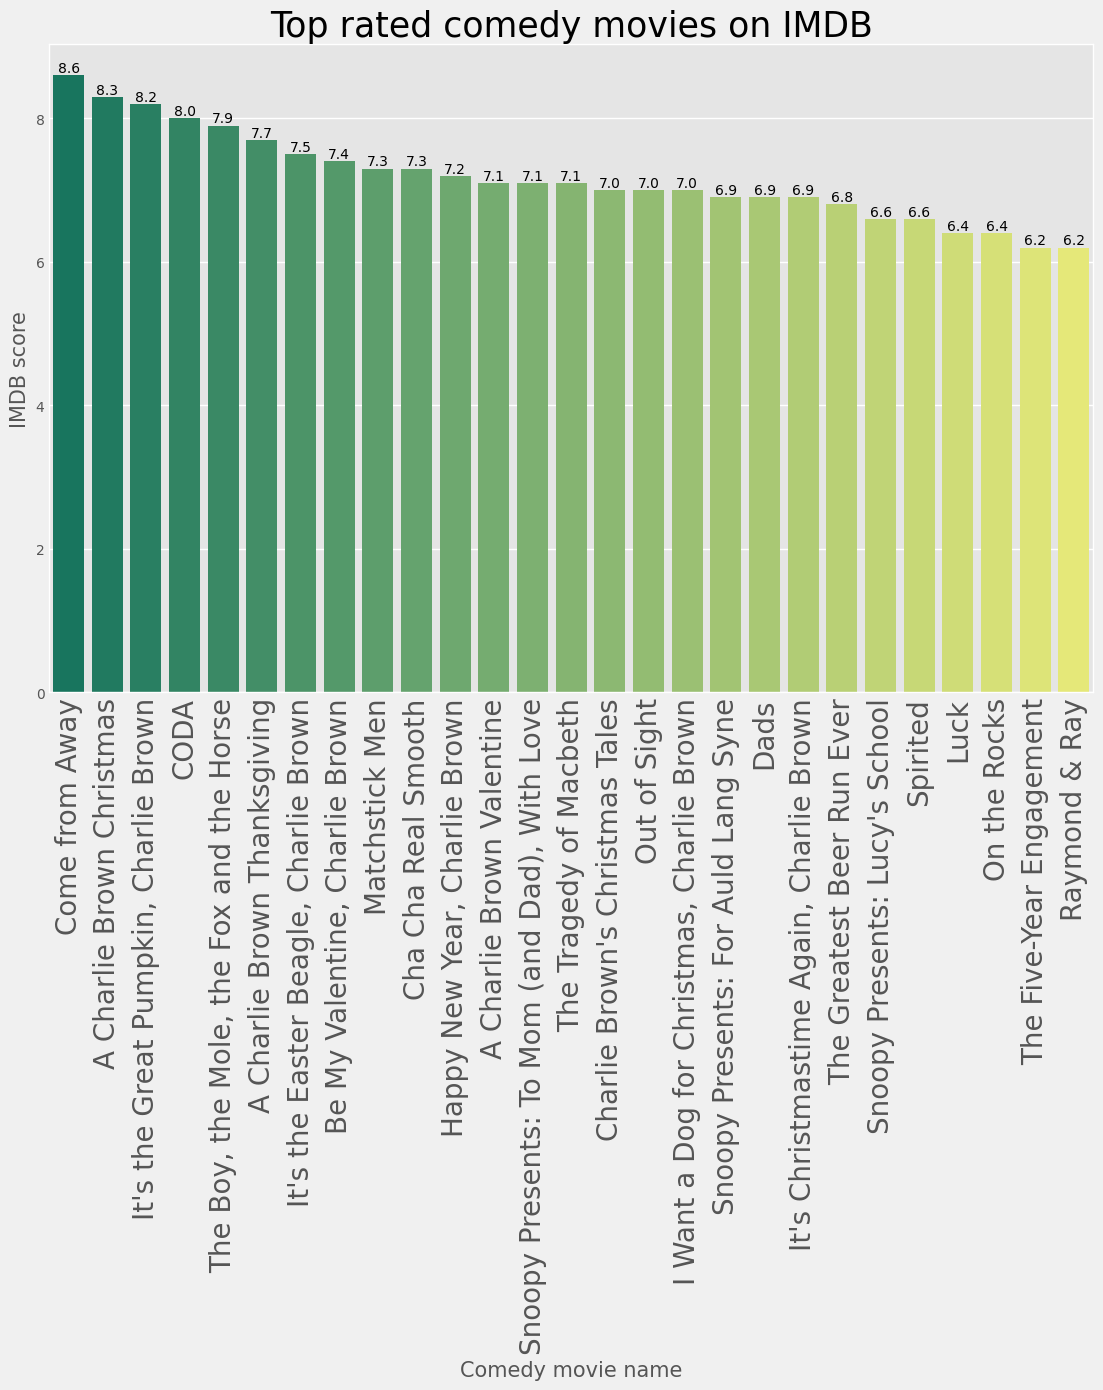 Top rated comedy movies on IMDB
8.6
8.3
8.2
8.0
7.9
7.7
7.5
7.4
7.3
7.3
7.2
7.1
7.1
7.1
7.0
7.0
7.0
6.9
6.9
6.9
6.8
6.6
6.6
6.4
6.4
6.2
6.2
8
6
4
2
0
IMDB score
Come from Away
A Charlie Brown Christmas
It's the Great Pumpkin, Charlie Brown
CODA
The Boy, the Mole, the Fox and the Horse
A Charlie Brown Thanksgiving
It's the Easter Beagle, Charlie Brown
Be My Valentine, Charlie Brown
Matchstick Men
Cha Cha Real Smooth
Happy New Year, Charlie Brown
A Charlie Brown Valentine
Snoopy Presents: To Mom (and Dad), With Love
The Tragedy of Macbeth
Charlie Brown's Christmas Tales
Out of Sight
I Want a Dog for Christmas, Charlie Brown
Snoopy Presents: For Auld Lang Syne
Dads
It's Christmastime Again, Charlie Brown
The Greatest Beer Run Ever
Snoopy Presents: Lucy's School
Spirited
Luck
On the Rocks
The Five-Year Engagement
Raymond & Ray
Comedy movie name